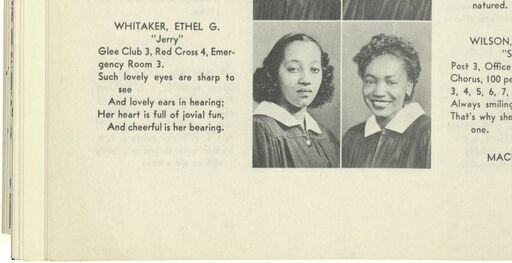 WHITAKER, ETHEL G.
"Jerry"
Glee Club 3, Red Cross 4, Emer-
gency Room 3.
Such lovely eyes are sharp to
see
And lovely ears in hearing;
Her heart is full of jovial fun,
And cheerful is her bearing.
natured.
WILSON,
"S
Post 3, Office
Chorus, 100 pe
3, 4, 5, 6, 7,
Always smiling
That's why she
one.
MAC